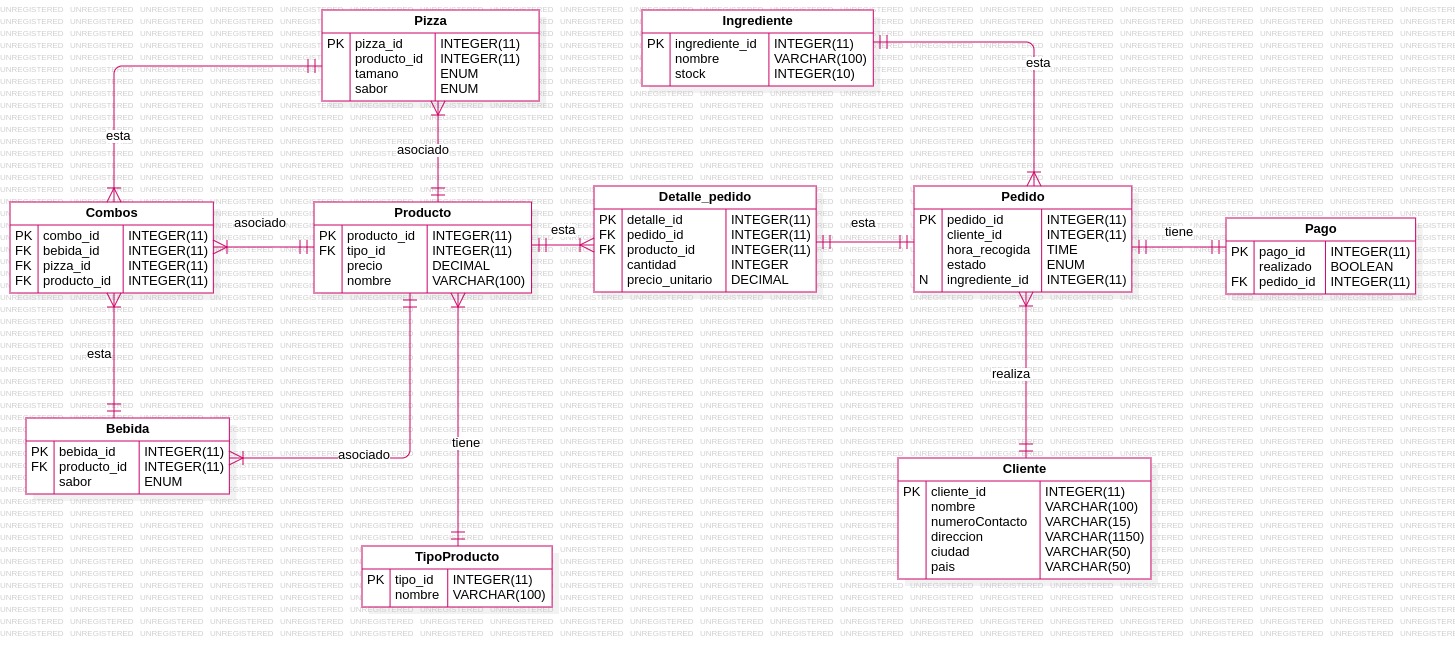 Pizza
PK pizza_id INTEGER(11)
producto_id INTEGER(11)
tamano ENUM
sabor ENUM
Ingrediente
PK ingrediente_id INTEGER(11)
nombre VARCHAR(100)
stock INTEGER(10)
esta
esta
asociado
Combos
PK combo_id INTEGER(11)
FK bebida_id INTEGER(11)
FK pizza_id INTEGER(11)
FK producto_id INTEGER(11)
asociado
Producto
PK producto_id INTEGER(11)
FK tipo_id INTEGER(11)
precio DECIMAL
nombre VARCHAR(100)
esta
Detalle_pedido
PK detalle_id INTEGER(11)
FK pedido_id INTEGER(11)
FK producto_id INTEGER(11)
cantidad INTEGER
precio_unitario DECIMAL
esta
Pedido
PK pedido_id INTEGER(11)
cliente_id INTEGER(11)
hora_recogida TIME
estado ENUM
N ingrediente_id INTEGER(11)
tiene
Pago
PK pago_id INTEGER(11)
realizado BOOLEAN
FK pedido_id INTEGER(11)
esta
realiza
Bebida
PK bebida_id INTEGER(11)
FK producto_id INTEGER(11)
sabor ENUM
asociado
tiene
Cliente
PK cliente_id INTEGER(11)
nombre VARCHAR(100)
numeroContacto VARCHAR(15)
direccion VARCHAR(1150)
ciudad VARCHAR(50)
pais VARCHAR(50)
TipoProducto
PK tipo_id INTEGER(11)
nombre VARCHAR(100)
UNREGISTERED